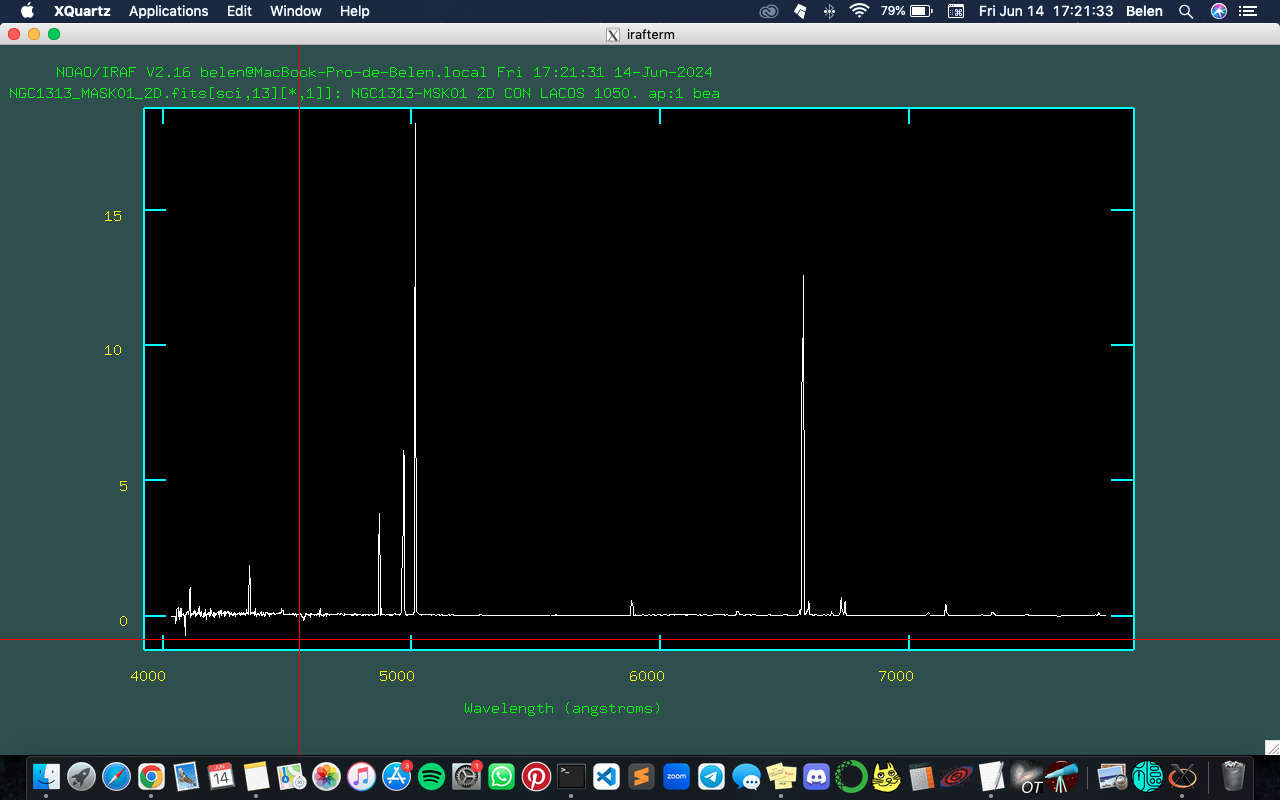 XQuartz Applications Edit Window Help 79% Fri Jun 14 17:21:33 Belen
irafterm
NOAO/IRAF V2.16 belen@MacBook-Pro-de-Belen.local Fri 17:21:31 14-Jun-2024
NGC1313_MASK01_2D.fits[sci,13][*,1]]: NGC1313-MSK01 2D CON LACOS 1050. ap:1 bea
15
10
5
0
4000 5000 6000 7000
Wavelength (angstroms)
JUN
14
3
1
zoom
OT